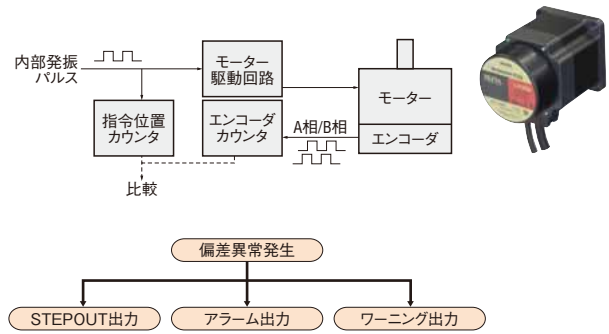 内部発振
パルス
モーター
駆動回路
指令位置
カウンタ
エンコーダ
カウンタ
A相/B相
モーター
エンコーダ
比較
偏差異常発生
STEPOUT出力
アラーム出力
ワーニング出力